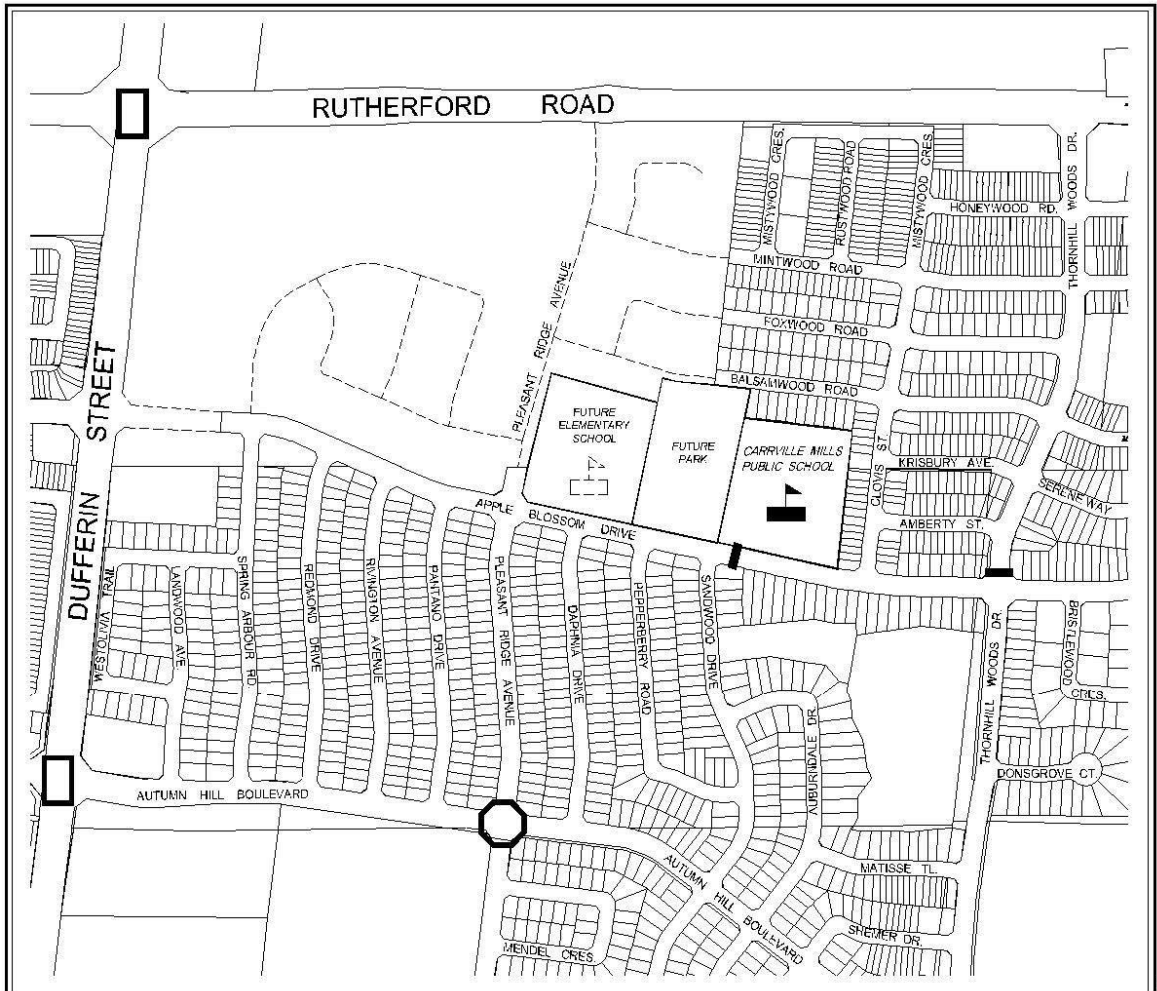 RUTHERFORD ROAD
MISTYWOOD CRES.
RUSTWOOD ROAD
MISTYWOOD CRES.
THORNHILL WOODS DR.
HONEYWOOD RD.
MINTWOOD ROAD
PLEASANT RIDGE AVENUE
FOXWOOD ROAD
DUFFERIN STREET
BALSAMWOOD ROAD
FUTURE
ELEMENTARY
SCHOOL
FUTURE
PARK
CARRVILLE MILLS
PUBLIC SCHOOL
CLOVIS ST.
KRISBURY AVE.
SERENE WAY
AMBERTY ST.
APPLE BLOSSOM DRIVE
WESTOLIVIA TRAIL
LANDWOOD AVE.
SPRING ARBOUR RD.
REDMOND DRIVE
RIVINGTON AVENUE
PANTANO DRIVE
PLEASANT RIDGE AVENUE
DAPHNIA DRIVE
PEPPERBERRY ROAD
SANDWOOD DRIVE
AUBURNDALE DR.
THORNHILL WOODS DR.
BRISTLEWOOD CRES.
DONSGROVE CT.
AUTUMN HILL BOULEVARD
AUTUMN HILL BOULEVARD
MATISSE TL.
SHEMER DR.
MENDEL CRES.